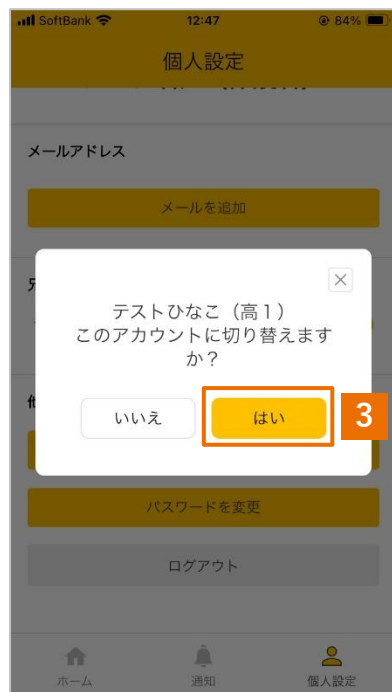 SoftBank 12:47 84%
個人設定
メールアドレス
メールを追加
テストひなこ（高１）
このアカウントに切り替えます
か？
いいえ はい 3
パスワードを変更
ログアウト
ホーム 通知 個人設定